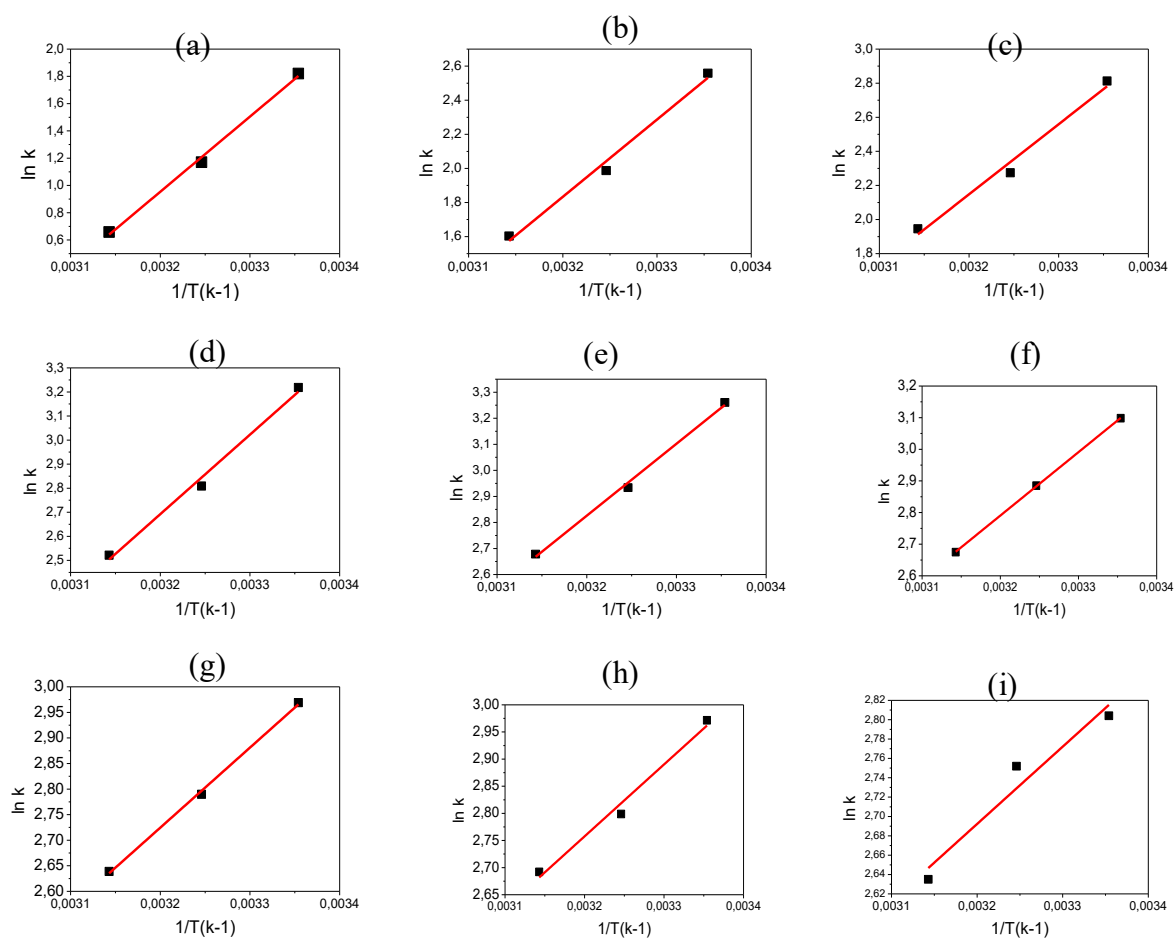 (a)
2,0
1,8
1,6
1,4
1,2
1,0
0,8
0,6
ln k
0,0031 0,0032 0,0033 0,0034
1/T(k-1)
(b)
2,6
2,4
2,2
2,0
1,8
1,6
ln k
0,0031 0,0032 0,0033 0,0034
1/T(k-1)
(c)
3,0
2,8
2,6
2,4
2,2
2,0
1,8
ln k
0,0031 0,0032 0,0033 0,0034
1/T(k-1)
(d)
3,3
3,2
3,1
3,0
2,9
2,8
2,7
2,6
2,5
ln k
0,0031 0,0032 0,0033 0,0034
1/T(k-1)
(e)
3,3
3,2
3,1
3,0
2,9
2,8
2,7
2,6
ln k
0,0031 0,0032 0,0033 0,0034
1/T(k-1)
(f)
3,2
3,1
3,0
2,9
2,8
2,7
2,6
ln k
0,0031 0,0032 0,0033 0,0034
1/T(k-1)
(g)
3,00
2,95
2,90
2,85
2,80
2,75
2,70
2,65
2,60
ln k
0,0031 0,0032 0,0033 0,0034
1/T(k-1)
(h)
3,00
2,95
2,90
2,85
2,80
2,75
2,70
2,65
ln k
0,0031 0,0032 0,0033 0,0034
1/T(k-1)
(i)
2,82
2,80
2,78
2,76
2,74
2,72
2,70
2,68
2,66
2,64
2,62
ln k
0,0031 0,0032 0,0033 0,0034
1/T(k-1)